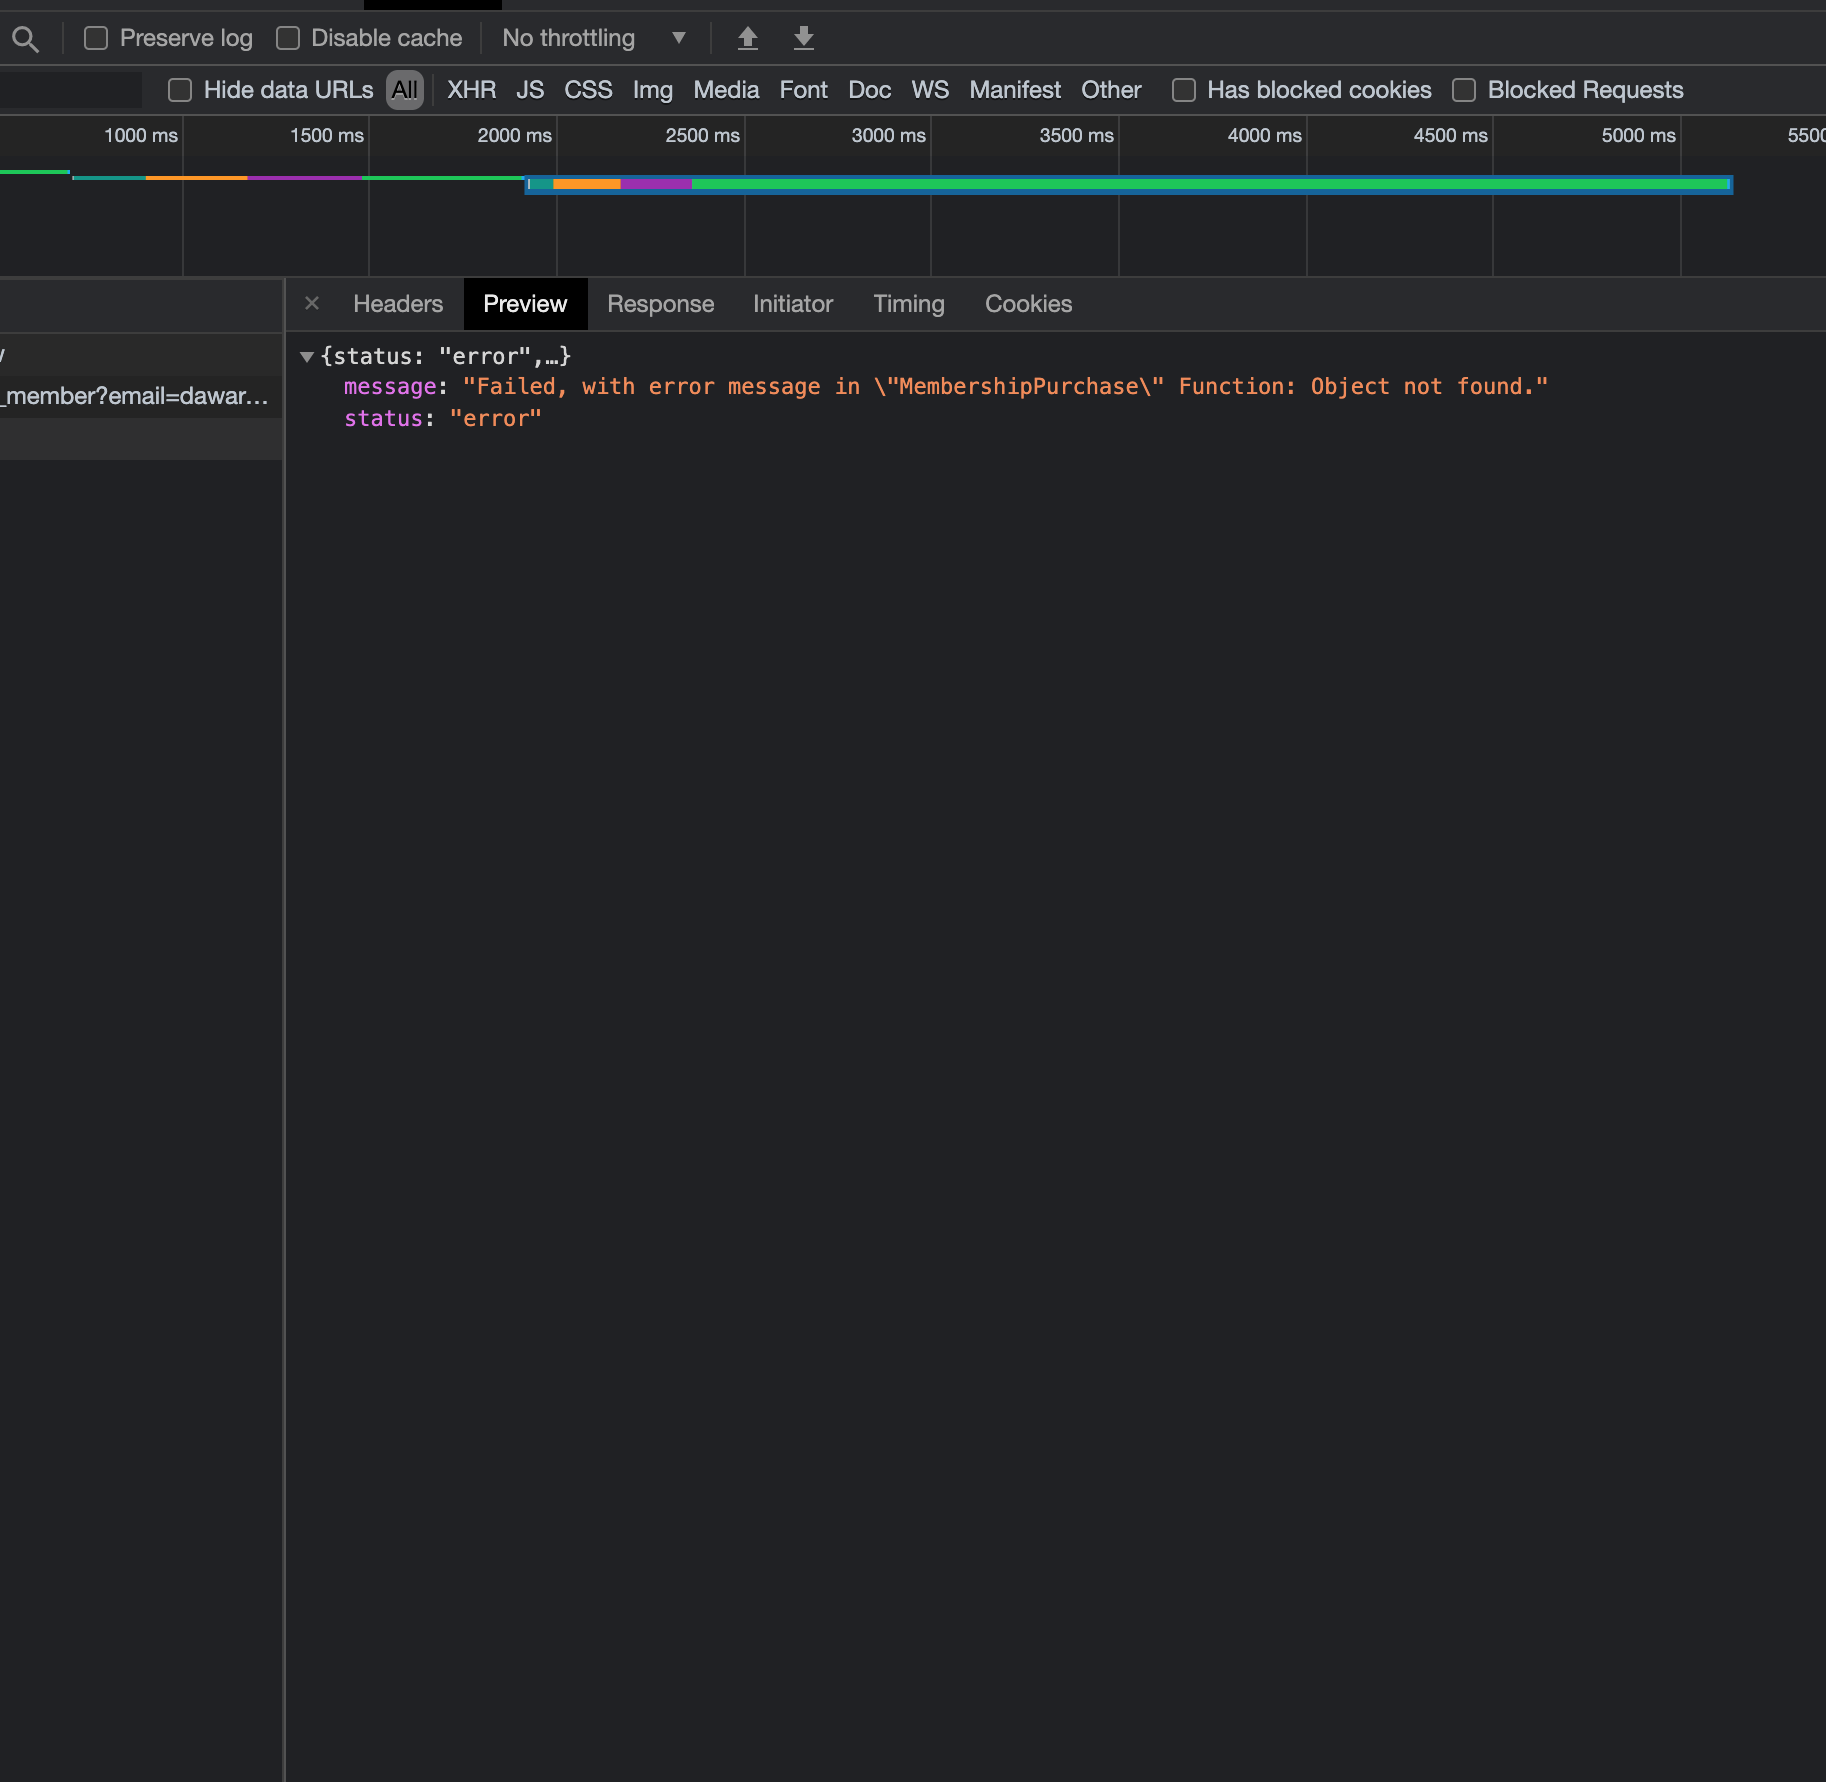 Preserve log Disable cache No throttling
Hide data URLs All XHR JS CSS Img Media Font Doc WS Manifest Other Has blocked cookies Blocked Requests
1000 ms 1500 ms 2000 ms 2500 ms 3000 ms 3500 ms 4000 ms 4500 ms 5000 ms 5500
× Headers Preview Response Initiator Timing Cookies
_member?email=dawar…
{status: "error",…}
message: "Failed, with error message in \"MembershipPurchase\" Function: Object not found."
status: "error"